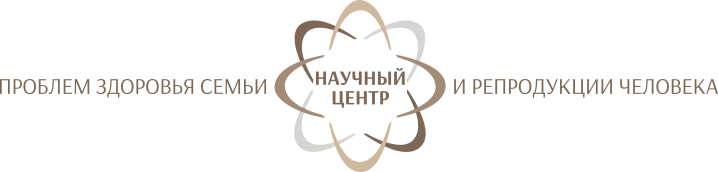 НАУЧНЫЙ
ЦЕНТР
ПРОБЛЕМ ЗДОРОВЬЯ СЕМЬИ
И РЕПРОДУКЦИИ ЧЕЛОВЕКА